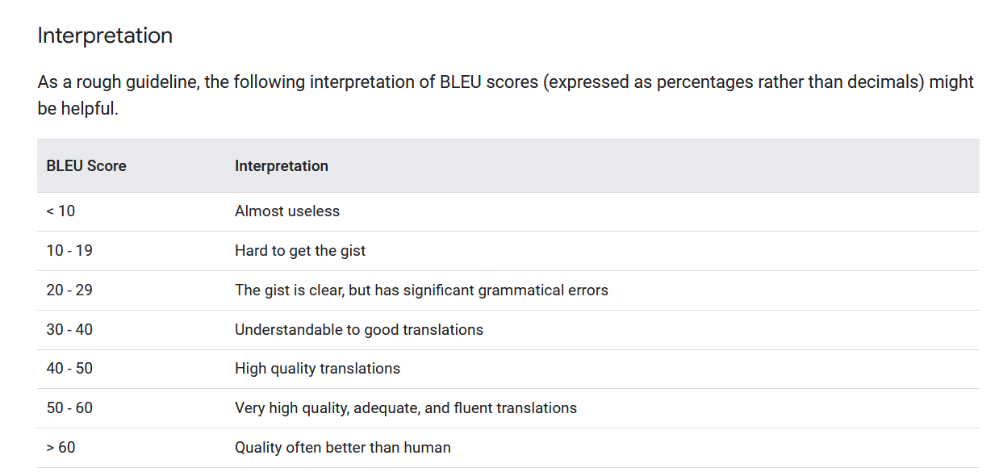 Interpretation
As a rough guideline, the following interpretation of BLEU scores (expressed as percentages rather than decimals) might
be helpful.
BLEU Score Interpretation
< 10 Almost useless
10 - 19 Hard to get the gist
20 - 29 The gist is clear, but has significant grammatical errors
30 - 40 Understandable to good translations
40 - 50 High quality translations
50 - 60 Very high quality, adequate, and fluent translations
> 60 Quality often better than human